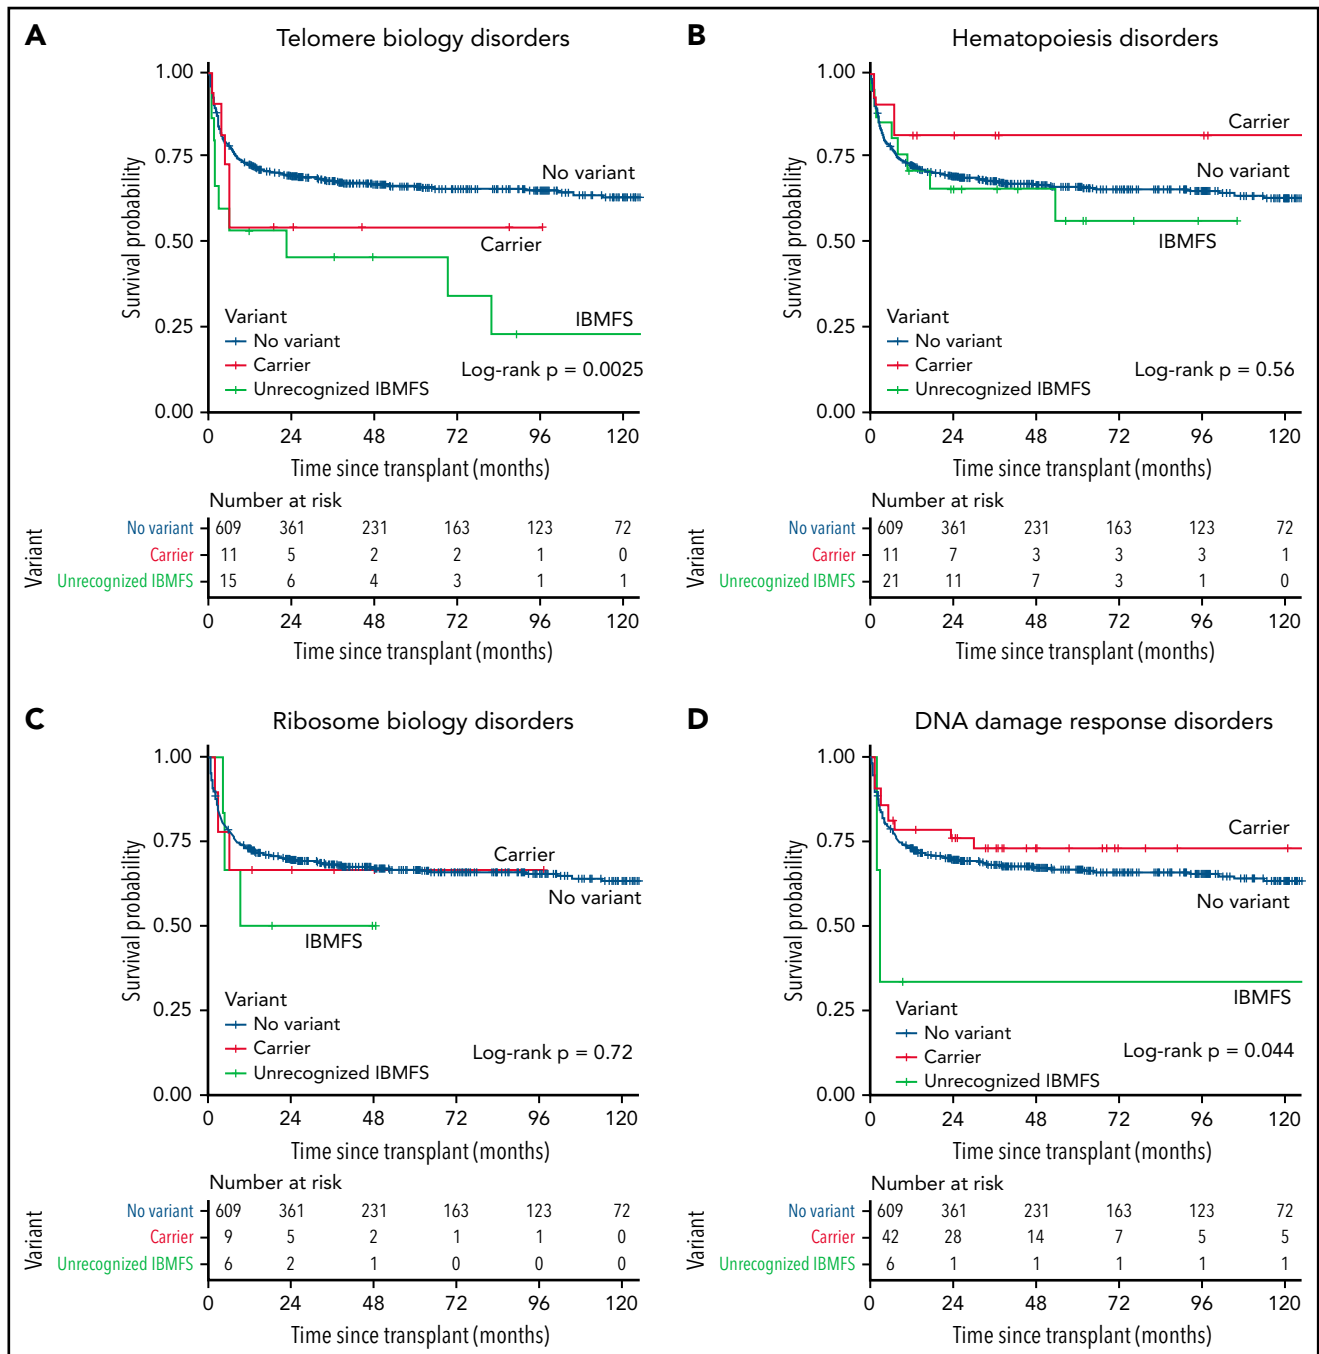 A
Telomere biology disorders
Survival probability
1.00
0.75
0.50
0.25
0.00
No variant
Carrier
IBMFS
Variant
No variant
Carrier
Unrecognized IBMFS
Log-rank p = 0.0025
0 24 48 72 96 120
Time since transplant (months)
Number at risk
Variant
No variant 609 361 231 163 123 72
Carrier 11 5 2 2 1 0
Unrecognized IBMFS 15 6 4 3 1 1
0 24 48 72 96 120
Time since transplant (months)
B
Hematopoiesis disorders
Survival probability
1.00
0.75
0.50
0.25
0.00
Carrier
No variant
IBMFS
Variant
No variant
Carrier
Unrecognized IBMFS
Log-rank p = 0.56
0 24 48 72 96 120
Time since transplant (months)
Number at risk
Variant
No variant 609 361 231 163 123 72
Carrier 11 7 3 3 3 1
Unrecognized IBMFS 21 11 7 3 1 0
0 24 48 72 96 120
Time since transplant (months)
C
Ribosome biology disorders
Survival probability
1.00
0.75
0.50
0.25
0.00
Carrier
No variant
IBMFS
Variant
No variant
Carrier
Unrecognized IBMFS
Log-rank p = 0.72
0 24 48 72 96 120
Time since transplant (months)
Number at risk
Variant
No variant 609 361 231 163 123 72
Carrier 9 5 2 1 1 0
Unrecognized IBMFS 6 2 1 0 0 0
0 24 48 72 96 120
Time since transplant (months)
D
DNA damage response disorders
Survival probability
1.00
0.75
0.50
0.25
0.00
Carrier
No variant
IBMFS
Variant
No variant
Carrier
Unrecognized IBMFS
Log-rank p = 0.044
0 24 48 72 96 120
Time since transplant (months)
Number at risk
Variant
No variant 609 361 231 163 123 72
Carrier 42 28 14 7 5 5
Unrecognized IBMFS 6 1 1 1 1 1
0 24 48 72 96 120
Time since transplant (months)